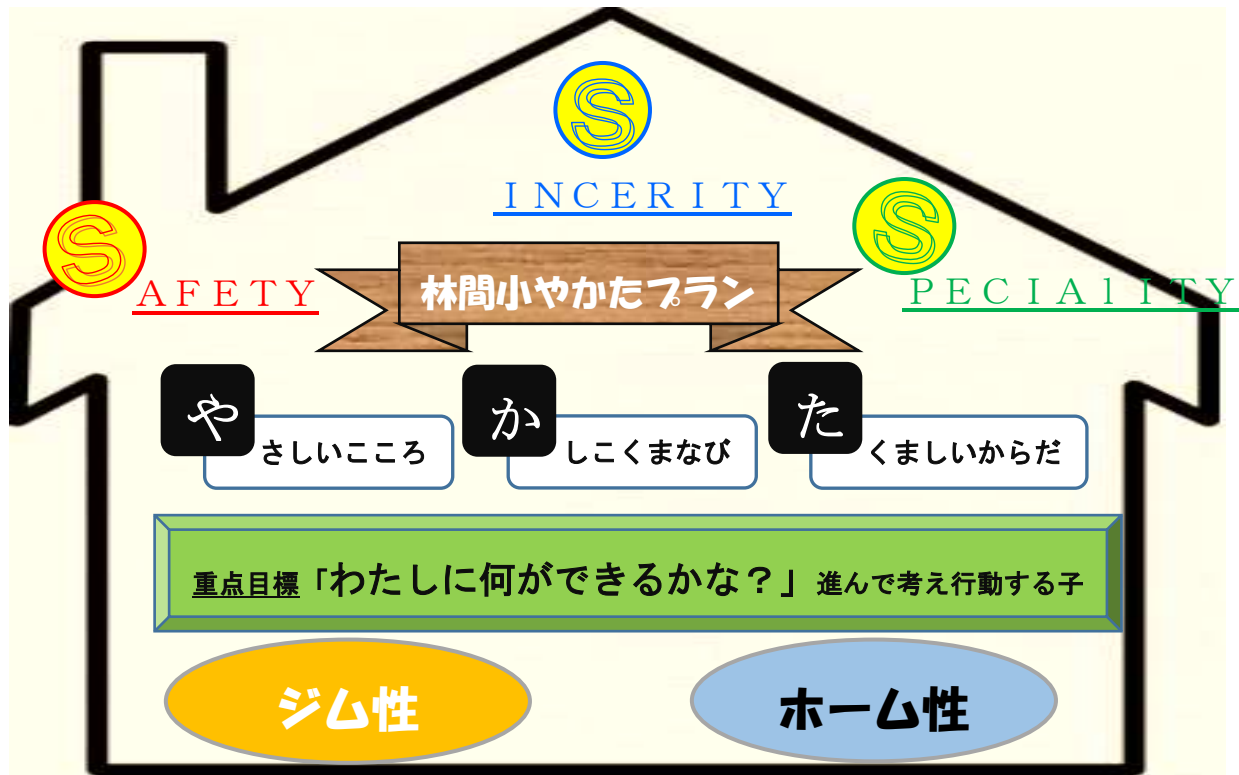 SINCERITY
SAFETY
SPECIAlITY
林間小やかたプラン
やさしいこころ
かしこくまなび
たくましいからだ
重点目標「わたしに何ができるかな？」進んで考え行動する子
ジム性
ホーム性